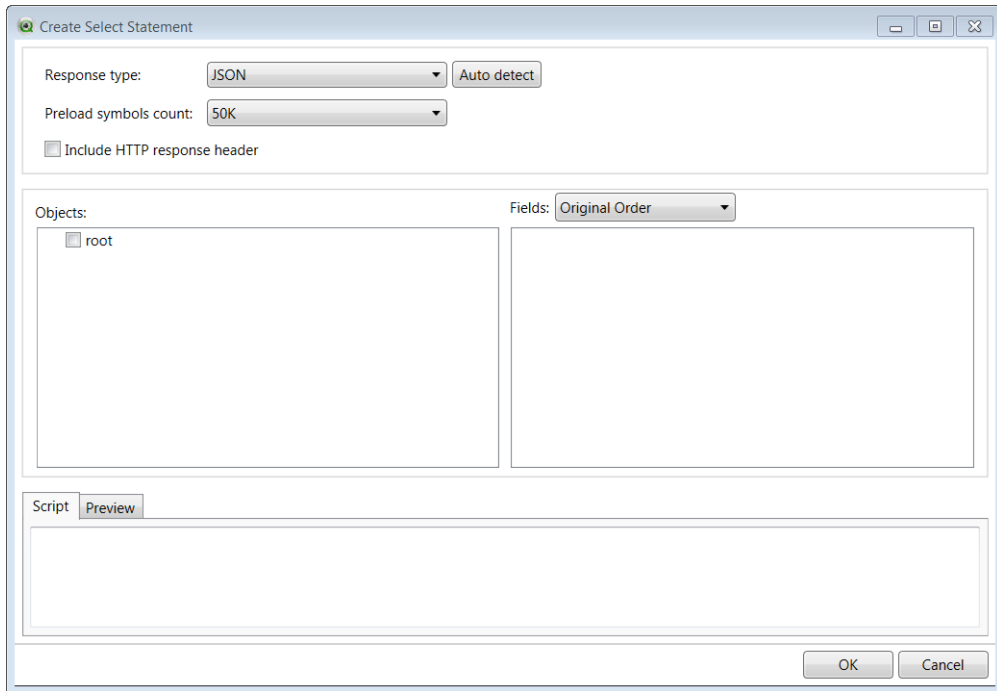 Create Select Statement
Response type: JSON Auto detect
Preload symbols count: 50K
Include HTTP response header
Objects:
Fields: Original Order
root
Script Preview
OK Cancel